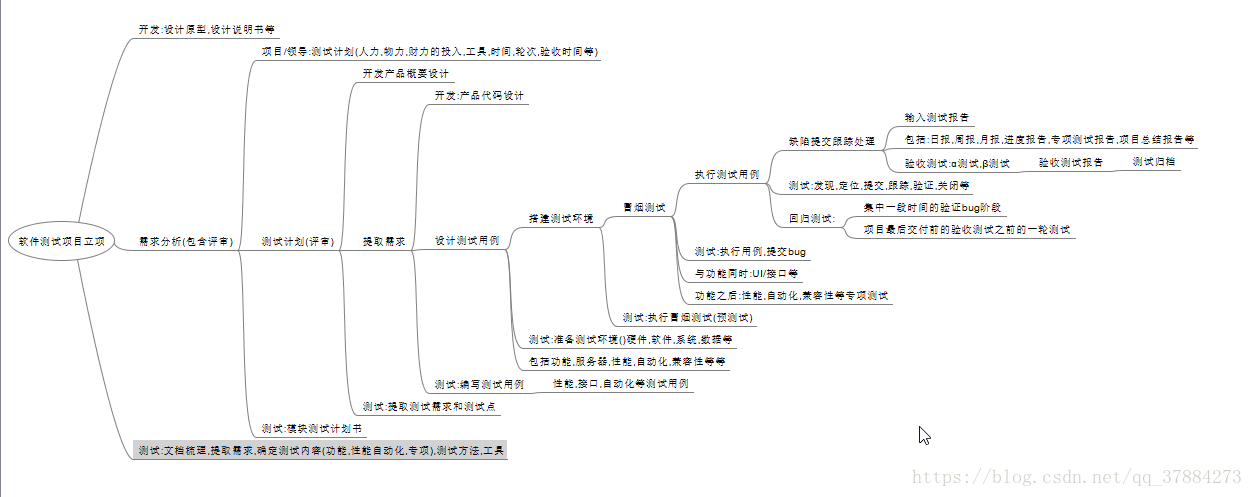 开发:设计原型,设计说明书等
项目/领导:测试计划(人力,物力,财力的投入,工具,时间,轮次,验收时间等)
开发产品概要设计
开发:产品代码设计
输入测试报告
缺陷提交跟踪处理
包括:日报,周报,月报,进度报告,专项测试报告,项目总结报告等
验收测试:α测试,β测试
验收测试报告
测试归档
执行测试用例
测试:发现,定位,提交,跟踪,验证,关闭等
冒烟测试
集中一段时间的验证bug阶段
搭建测试环境
回归测试:
项目最后交付前的验收测试之前的一轮测试
软件测试项目立项
需求分析(包含评审)
测试计划(评审)
提取需求
设计测试用例
测试:执行用例,提交bug
与功能同时:UI/接口等
功能之后:性能,自动化,兼容性等专项测试
测试:执行冒烟测试(预测试)
测试:准备测试环境()硬件,软件,系统,数据等
包括功能,服务器,性能,自动化,兼容性等等
测试:编写测试用例
性能,接口,自动化等测试用例
测试:提取测试需求和测试点
测试:模块测试计划书
测试:文档梳理,提取需求,确定测试内容(功能,性能自动化,专项),测试方法,工具
https://blog.csdn.net/qq_37884273